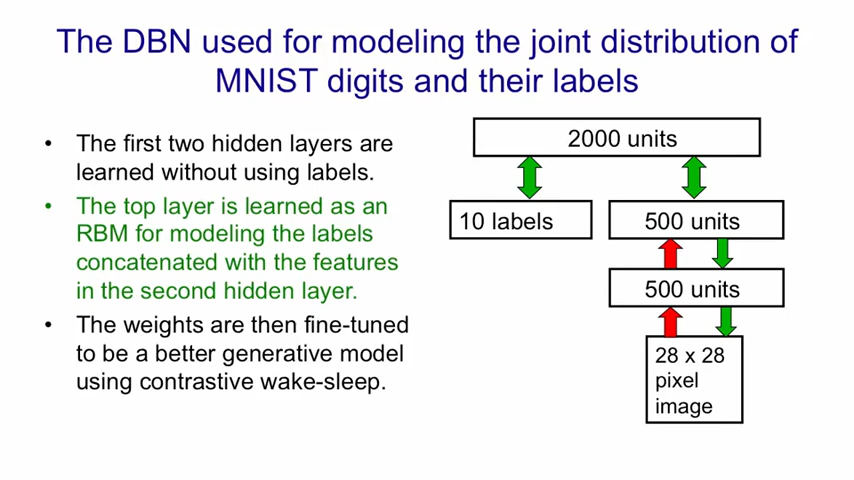 The DBN used for modeling the joint distribution of
MNIST digits and their labels
• The first two hidden layers are
learned without using labels.
• The top layer is learned as an
RBM for modeling the labels
concatenated with the features
in the second hidden layer.
• The weights are then fine-tuned
to be a better generative model
using contrastive wake-sleep.
2000 units
10 labels
500 units
500 units
28 x 28
pixel
image